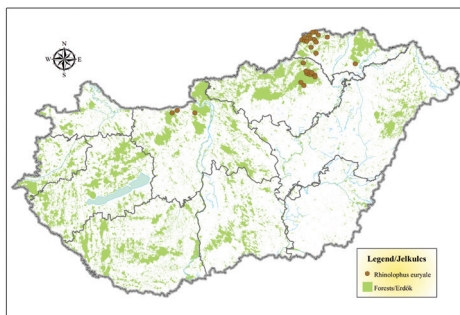 N
W E
S
Legend/Jelkulcs
Rhinolophus euryale
Forests/Erdők